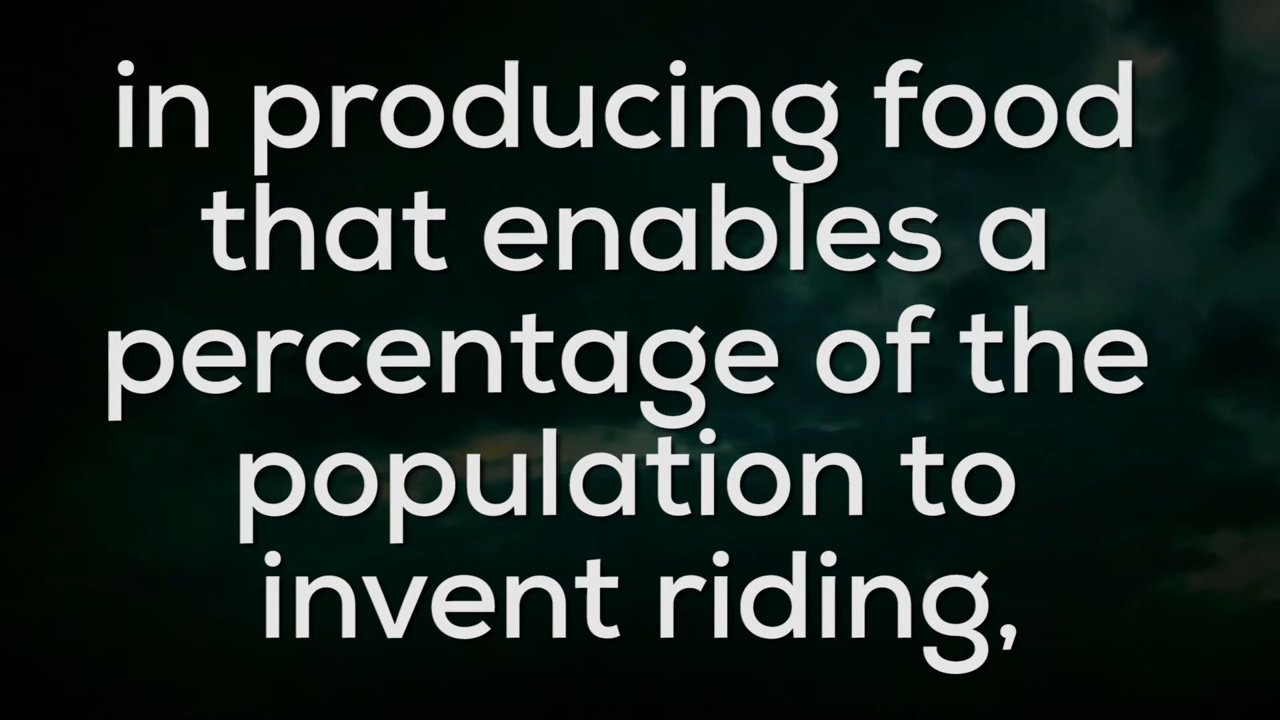 in producing food
that enables a
percentage of the
population to
invent riding,